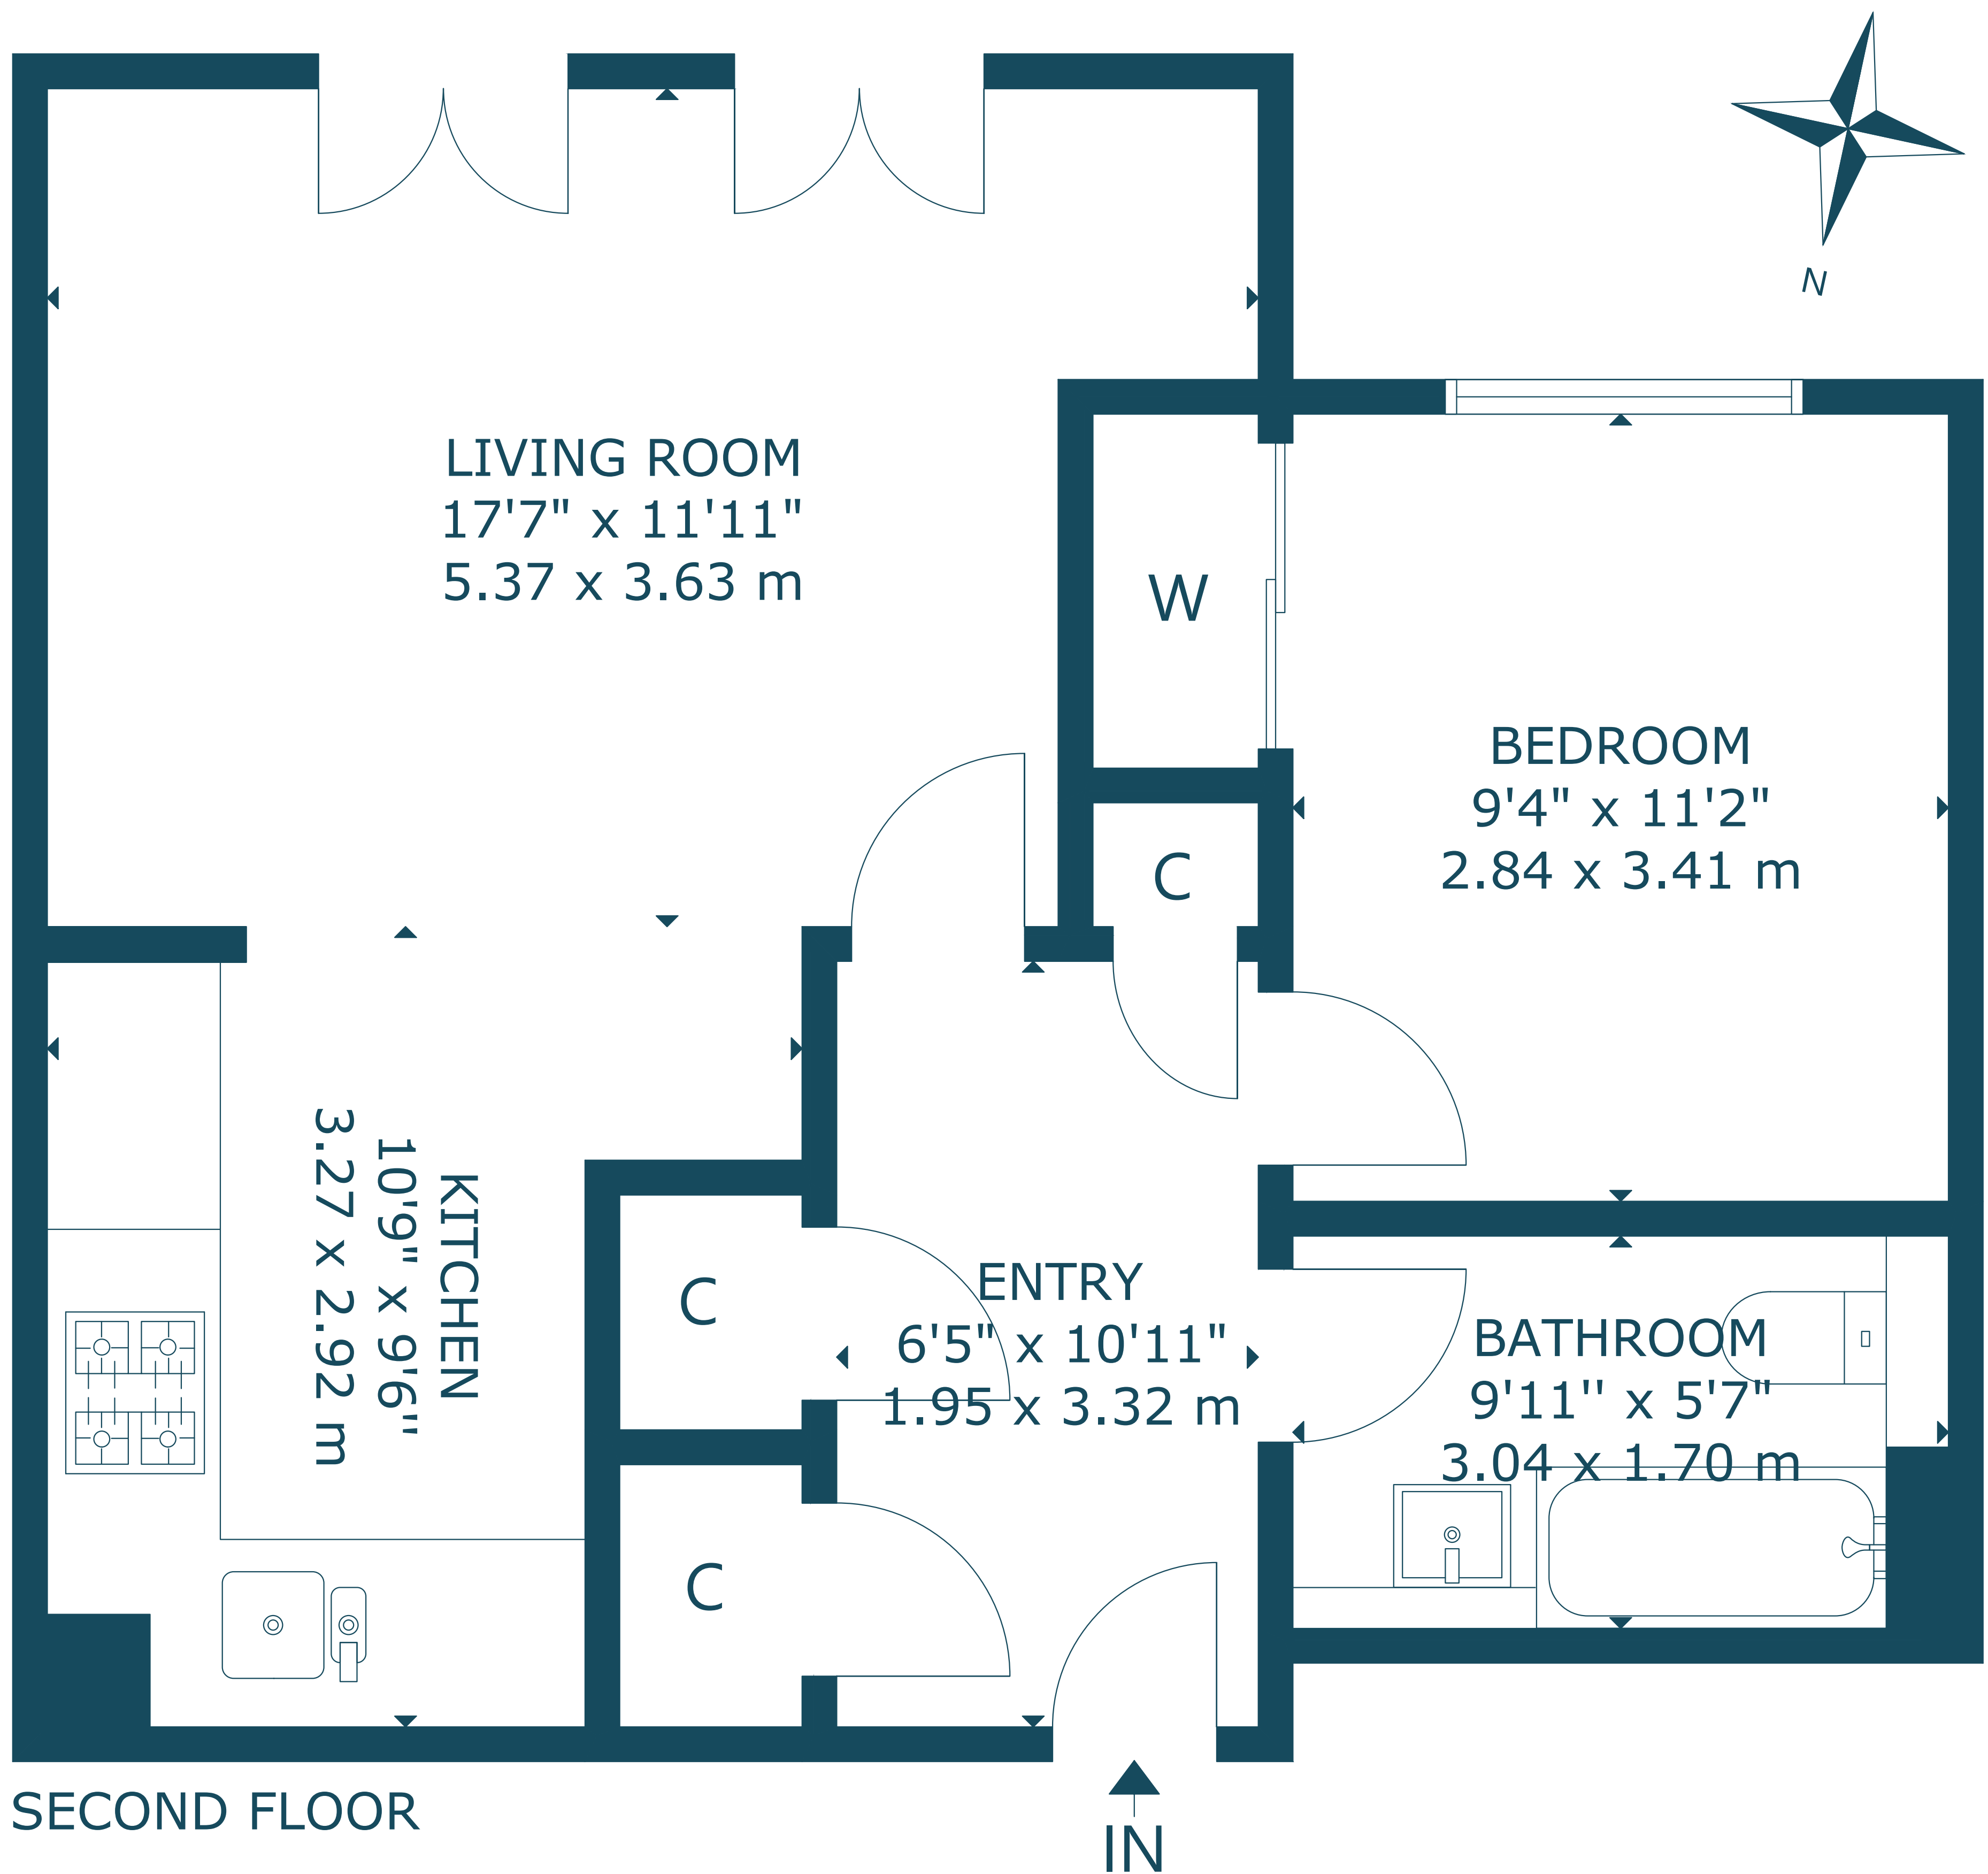 N
LIVING ROOM
17'7" x 11'11"
5.37 x 3.63 m
W
BEDROOM
9'4" x 11'2"
2.84 x 3.41 m
C
KITCHEN
10'9" x 9'6"
3.27 x 2.92 m
C
ENTRY
6'5" x 10'11"
1.95 x 3.32 m
BATHROOM
9'11" x 5'7"
3.04 x 1.70 m
C
SECOND FLOOR
IN